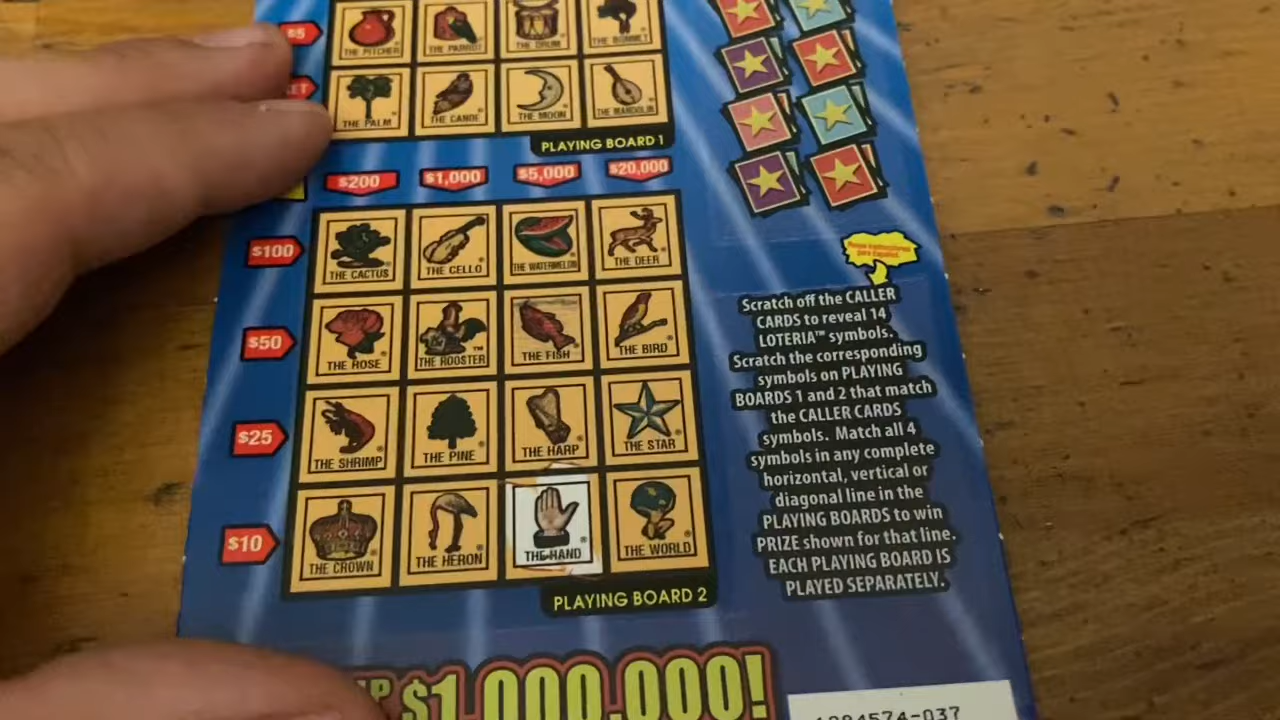 $5
THE PITCHER
THE PARROT
THE DRUM
THE BONNET
THE PALM
THE CANOE
THE MOON
THE MANDOLIN
PLAYING BOARD 1
$200
$1,000
$5,000
$20,000
$100
THE CACTUS
THE CELLO
THE WATERMELON
THE DEER
$50
THE ROSE
THE ROOSTER
THE FISH
THE BIRD
$25
THE SHRIMP
THE PINE
THE HARP
THE STAR
$10
THE CROWN
THE HERON
THE HAND
THE WORLD
PLAYING BOARD 2
Scratch off the CALLER
CARDS to reveal 14
LOTERIA™ symbols.
Scratch the corresponding
symbols on PLAYING
BOARDS 1 and 2 that match
the CALLER CARDS
symbols. Match all 4
symbols in any complete
horizontal, vertical or
diagonal line in the
PLAYING BOARDS to win
PRIZE shown for that line.
EACH PLAYING BOARD IS
PLAYED SEPARATELY.
$1,000,000!